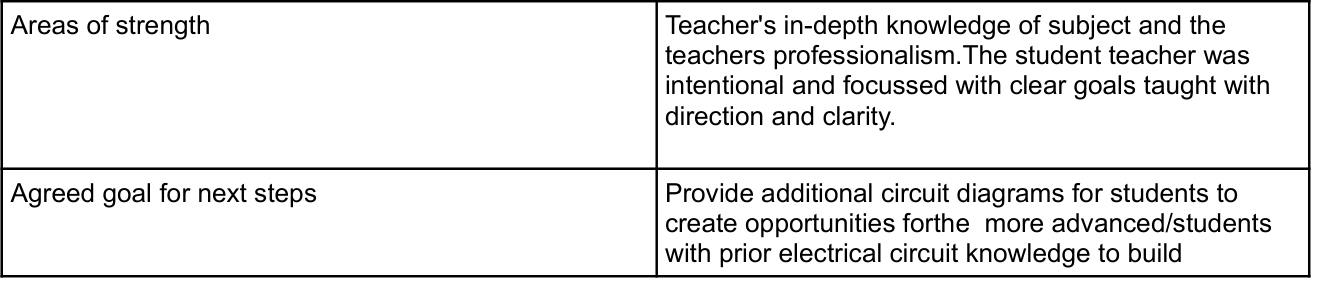 Areas of strength
Teacher's in-depth knowledge of subject and the
teachers professionalism.The student teacher was
intentional and focussed with clear goals taught with
direction and clarity.
Agreed goal for next steps
Provide additional circuit diagrams for students to
create opportunities forthe  more advanced/students
with prior electrical circuit knowledge to build